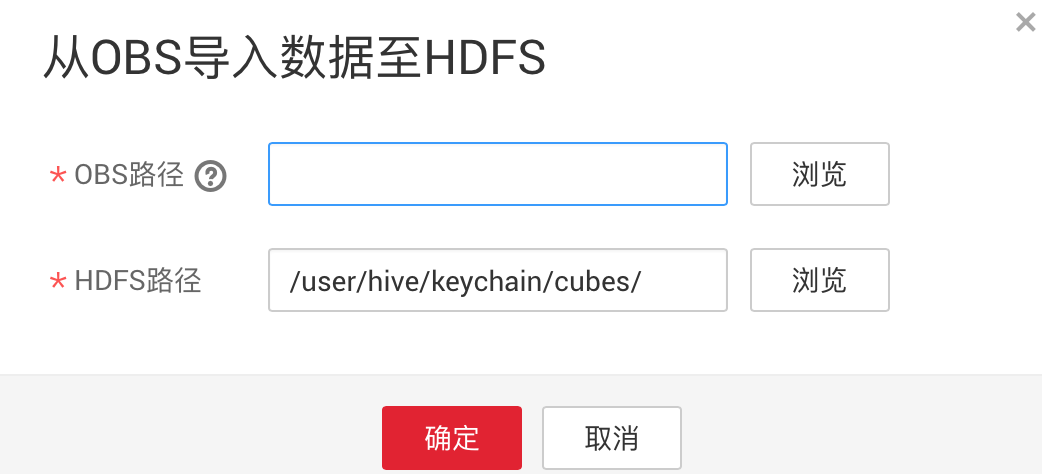 从OBS导入数据至HDFS
* OBS路径 ? 浏览
* HDFS路径 /user/hive/keychain/cubes/ 浏览
确定 取消